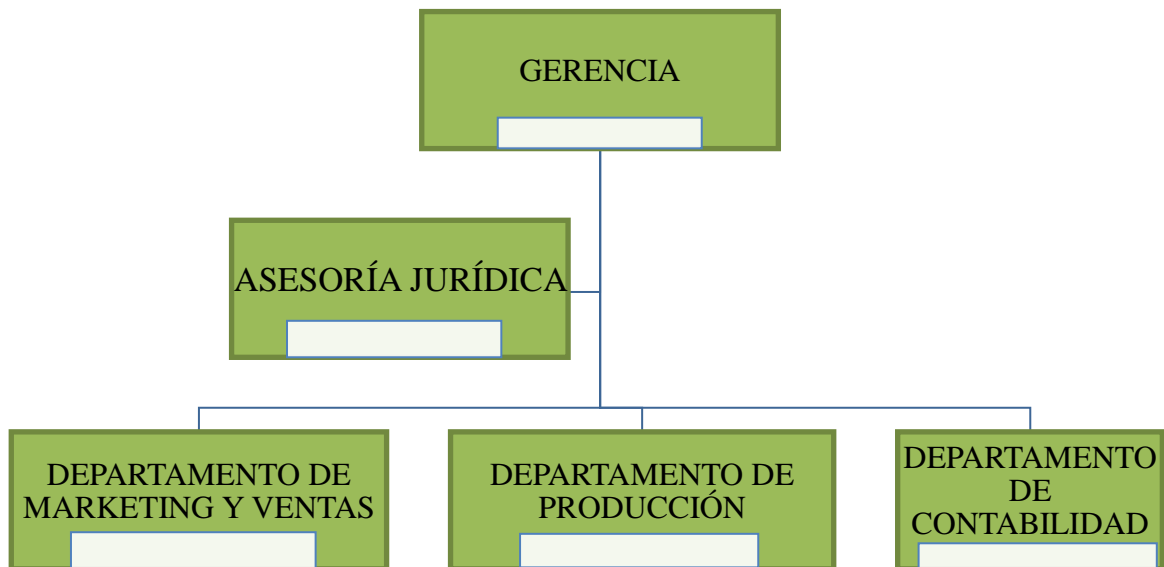 GERENCIA
ASESORÍA JURÍDICA
DEPARTAMENTO DE
MARKETING Y VENTAS
DEPARTAMENTO DE
PRODUCCIÓN
DEPARTAMENTO
DE
CONTABILIDAD